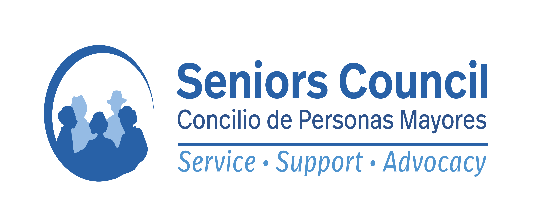 Seniors Council
Concilio de Personas Mayores
Service • Support • Advocacy